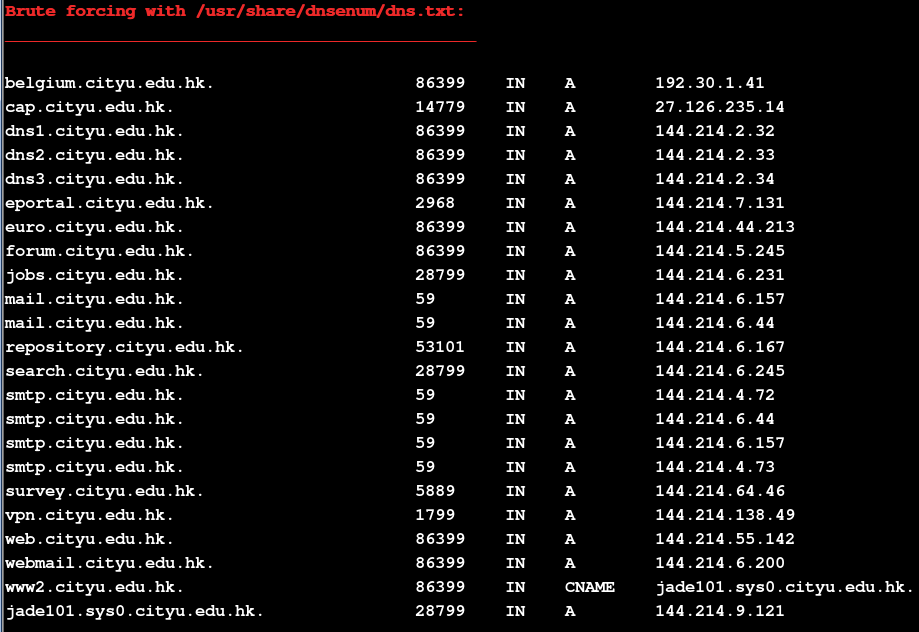 Brute forcing with /usr/share/dnsenum/dns.txt:
belgium.cityu.edu.hk. 86399 IN A 192.30.1.41
cap.cityu.edu.hk. 14779 IN A 27.126.235.14
dns1.cityu.edu.hk. 86399 IN A 144.214.2.32
dns2.cityu.edu.hk. 86399 IN A 144.214.2.33
dns3.cityu.edu.hk. 86399 IN A 144.214.2.34
eportal.cityu.edu.hk. 2968 IN A 144.214.7.131
euro.cityu.edu.hk. 86399 IN A 144.214.44.213
forum.cityu.edu.hk. 86399 IN A 144.214.5.245
jobs.cityu.edu.hk. 28799 IN A 144.214.6.231
mail.cityu.edu.hk. 59 IN A 144.214.6.157
mail.cityu.edu.hk. 59 IN A 144.214.6.44
repository.cityu.edu.hk. 53101 IN A 144.214.6.167
search.cityu.edu.hk. 28799 IN A 144.214.6.245
smtp.cityu.edu.hk. 59 IN A 144.214.4.72
smtp.cityu.edu.hk. 59 IN A 144.214.6.44
smtp.cityu.edu.hk. 59 IN A 144.214.6.157
smtp.cityu.edu.hk. 59 IN A 144.214.4.73
survey.cityu.edu.hk. 5889 IN A 144.214.64.46
vpn.cityu.edu.hk. 1799 IN A 144.214.138.49
web.cityu.edu.hk. 86399 IN A 144.214.55.142
webmail.cityu.edu.hk. 86399 IN A 144.214.6.200
www2.cityu.edu.hk. 86399 IN CNAME jade101.sys0.cityu.edu.hk.
jade101.sys0.cityu.edu.hk. 28799 IN A 144.214.9.121